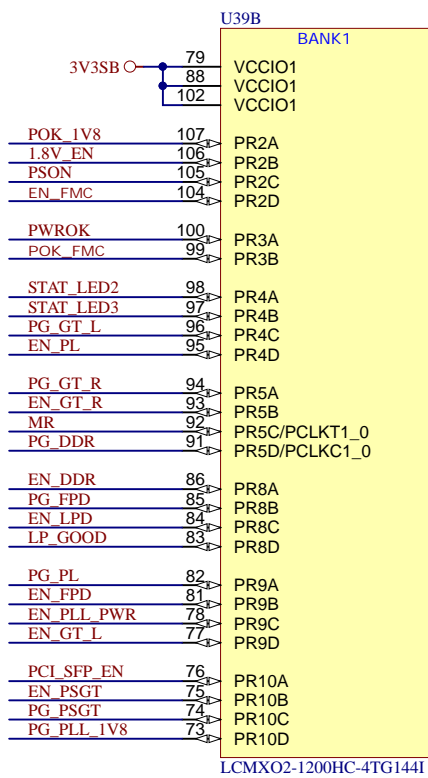 U39B
BANK1
3V3SB 79 VCCIO1
88 VCCIO1
102 VCCIO1
POK_1V8 107 PR2A
1.8V_EN 106 PR2B
PSON 105 PR2C
EN_FMC 104 PR2D
PWROK 100 PR3A
POK_FMC 99 PR3B
STAT_LED2 98 PR4A
STAT_LED3 97 PR4B
PG_GT_L 96 PR4C
EN_PL 95 PR4D
PG_GT_R 94 PR5A
EN_GT_R 93 PR5B
MR 92 PR5C/PCLKT1_0
PG_DDR 91 PR5D/PCLKC1_0
EN_DDR 86 PR8A
PG_FPD 85 PR8B
EN_LPD 84 PR8C
LP_GOOD 83 PR8D
PG_PL 82 PR9A
EN_FPD 81 PR9B
EN_PLL_PWR 78 PR9C
EN_GT_L 77 PR9D
PCI_SFP_EN 76 PR10A
EN_PSGT 75 PR10B
PG_PSGT 74 PR10C
PG_PLL_1V8 73 PR10D
LCMXO2-1200HC-4TG144I